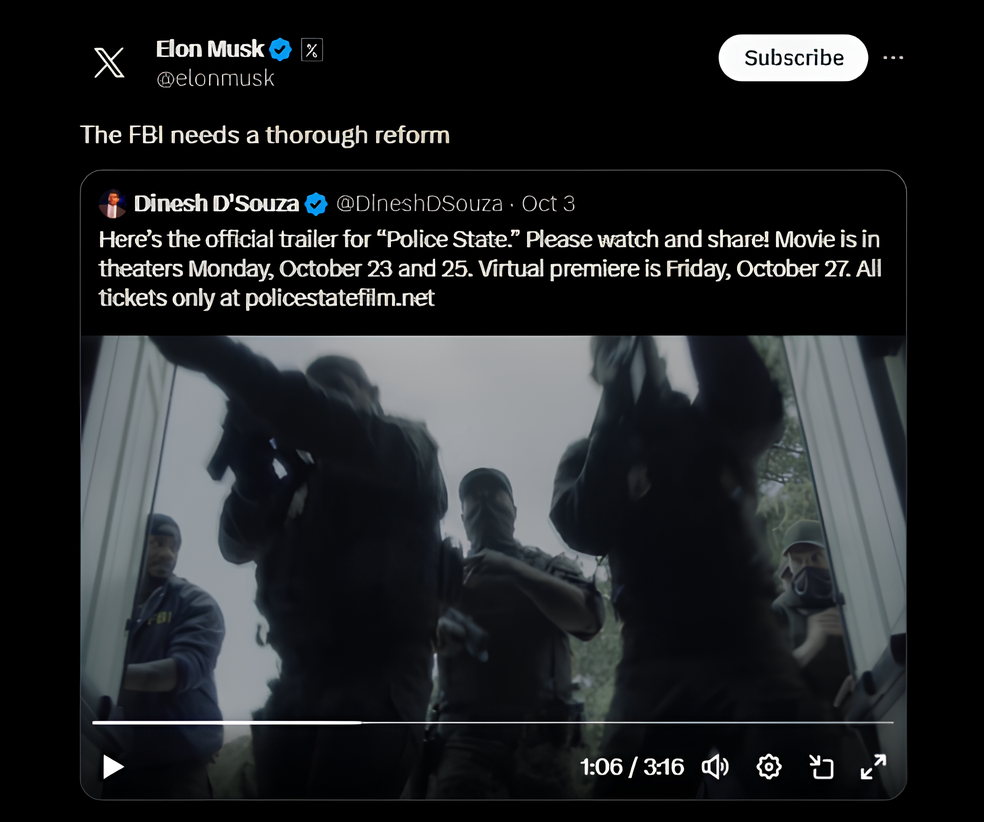 Elon Musk
@elonmusk
Subscribe
The FBI needs a thorough reform
Dinesh D'Souza @DineshDSouza · Oct 3
Here's the official trailer for “Police State.” Please watch and share! Movie is in
theaters Monday, October 23 and 25. Virtual premiere is Friday, October 27. All
tickets only at policestatefilm.net
FBI
1:06 / 3:16